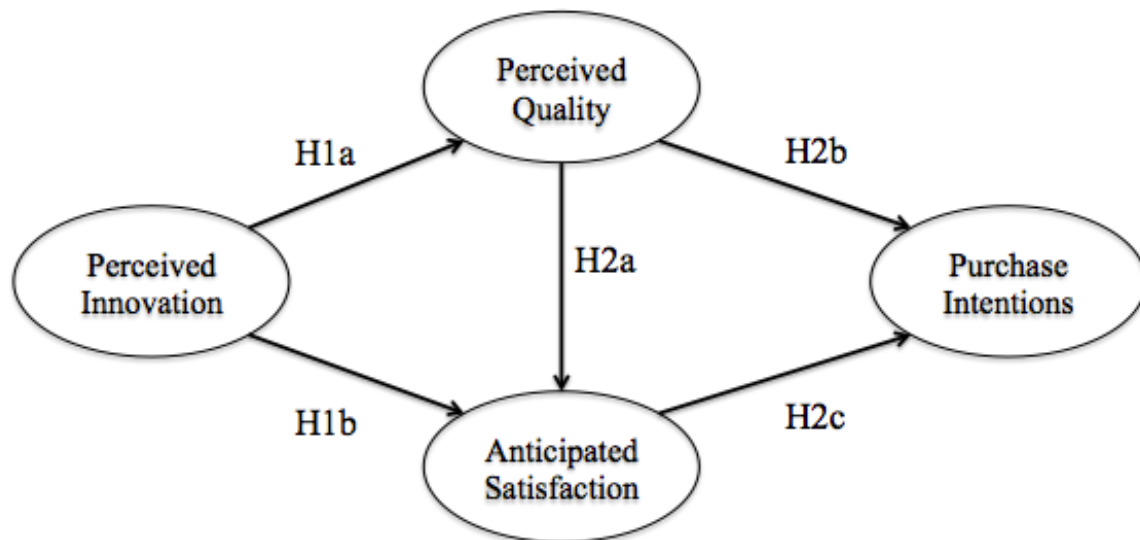 Perceived
Quality
H1a
H2b
Perceived
Innovation
H2a
Purchase
Intentions
H1b
H2c
Anticipated
Satisfaction